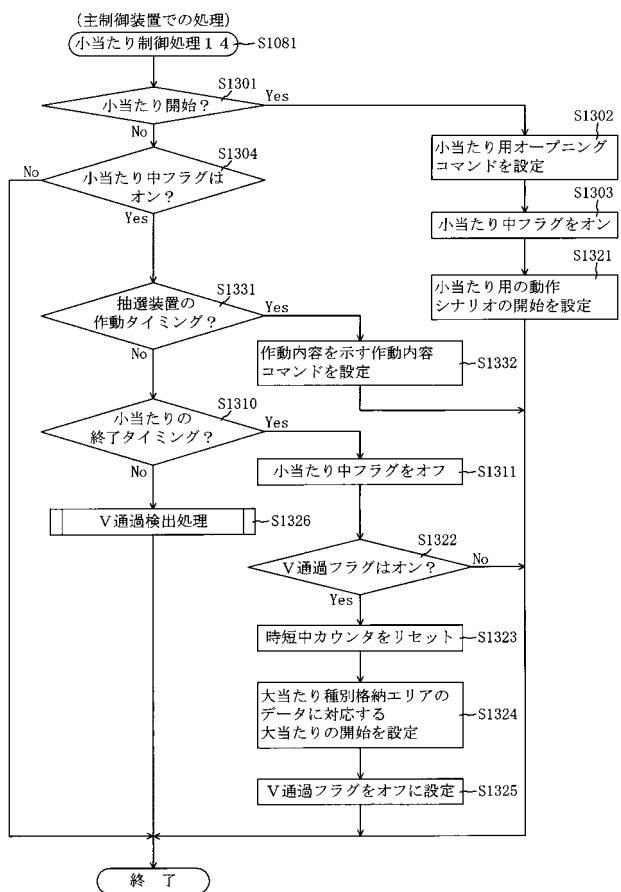 (主制御装置での処理)
小当たり制御処理14
S1081
S1301
小当たり開始?
Yes
No
S1302
小当たり用オープニング
コマンドを設定
S1303
小当たり中フラグをオン
S1321
小当たり用の動作
シナリオの開始を設定
S1304
No
小当たり中フラグは
オン?
Yes
S1331
抽選装置の
作動タイミング?
Yes
No
作動内容を示す作動内容
コマンドを設定
S1332
S1310
小当たりの
終了タイミング?
Yes
No
小当たり中フラグをオフ
S1311
V通過検出処理
S1326
S1322
V通過フラグはオン?
No
Yes
時短中カウンタをリセット
S1323
大当たり種別格納エリアの
データに対応する
大当たりの開始を設定
S1324
V通過フラグをオフに設定
S1325
終了